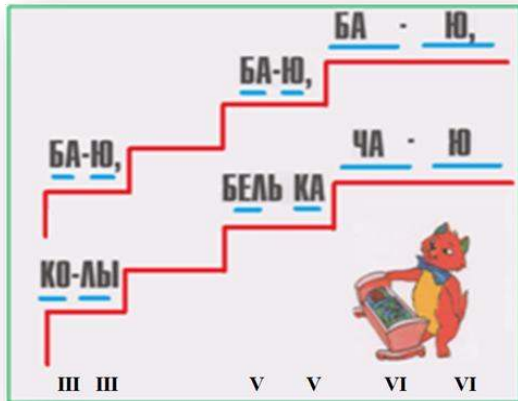 БА - Ю,
БА-Ю,
БА-Ю,
ЧА - Ю
БЕЛЬ КА
КО-ЛЫ
III III V V VI VI